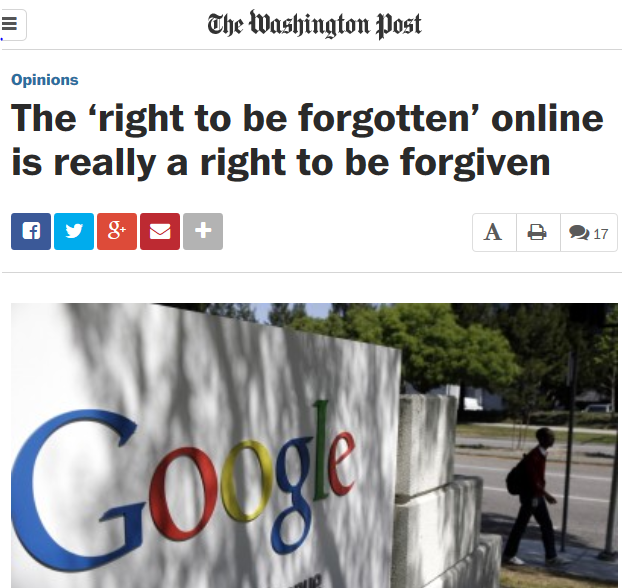 The Washington Post
Opinions
The ‘right to be forgotten’ online
is really a right to be forgiven
f
g+
+
A
17
Google